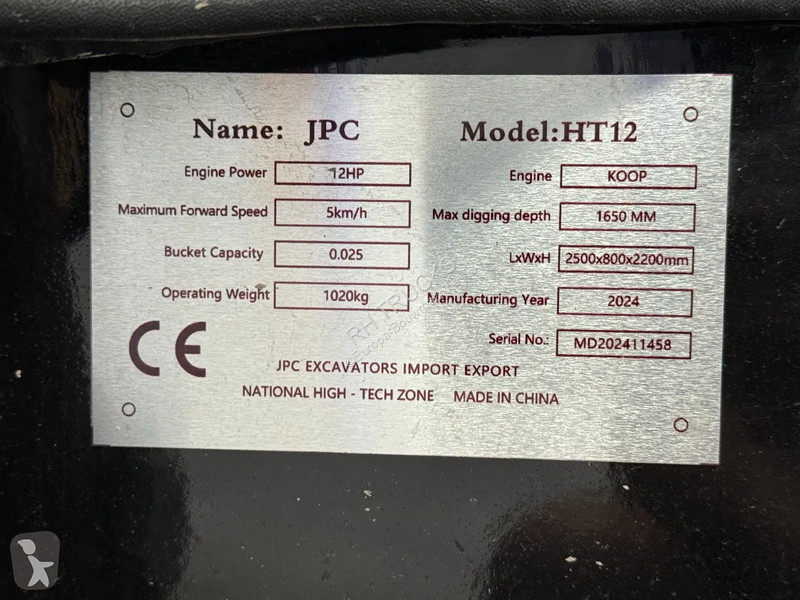 Name: JPC Model:HT12
Engine Power 12HP Engine KOOP
Maximum Forward Speed 5km/h Max digging depth 1650 MM
Bucket Capacity 0.025 LxWxH 2500x800x2200mm
Operating Weight 1020kg Manufacturing Year 2024
Serial No.: MD202411458
CE
JPC EXCAVATORS IMPORT EXPORT
NATIONAL HIGH - TECH ZONE MADE IN CHINA